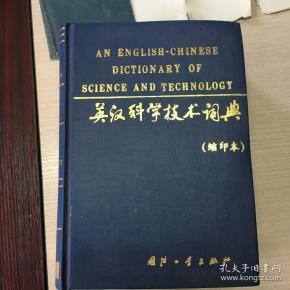 AN ENGLISH-CHINESE
DICTIONARY OF
SCIENCE AND TECHNOLOGY
英汉科学技术词典
(缩印本)
国防工业出版社
孔夫子旧书网